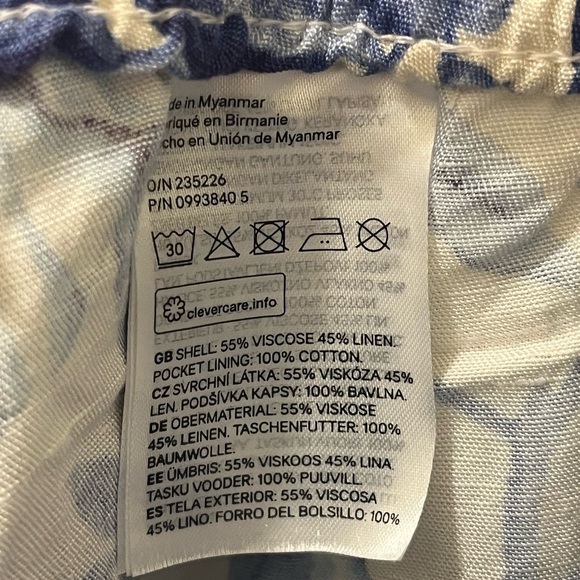 de in Myanmar
riqué en Birmanie
cho en Unión de Myanmar
O/N 235226
P/N 0993840 5
30
clevercare.info
GB SHELL: 55% VISCOSE 45% LINEN.
POCKET LINING: 100% COTTON.
CZ SVRCHNÍ LÁTKA: 55% VISKÓZA 45%
LEN. PODŠÍVKA KAPSY: 100% BAVLNA.
DE OBERMATERIAL: 55% VISKOSE
45% LEINEN. TASCHENFUTTER: 100%
BAUMWOLLE.
EE ÜMBRIS: 55% VISKOOS 45% LINA.
TASKU VOODER: 100% PUUVILL.
ES TELA EXTERIOR: 55% VISCOSA
45% LINO. FORRO DEL BOLSILLO: 100%